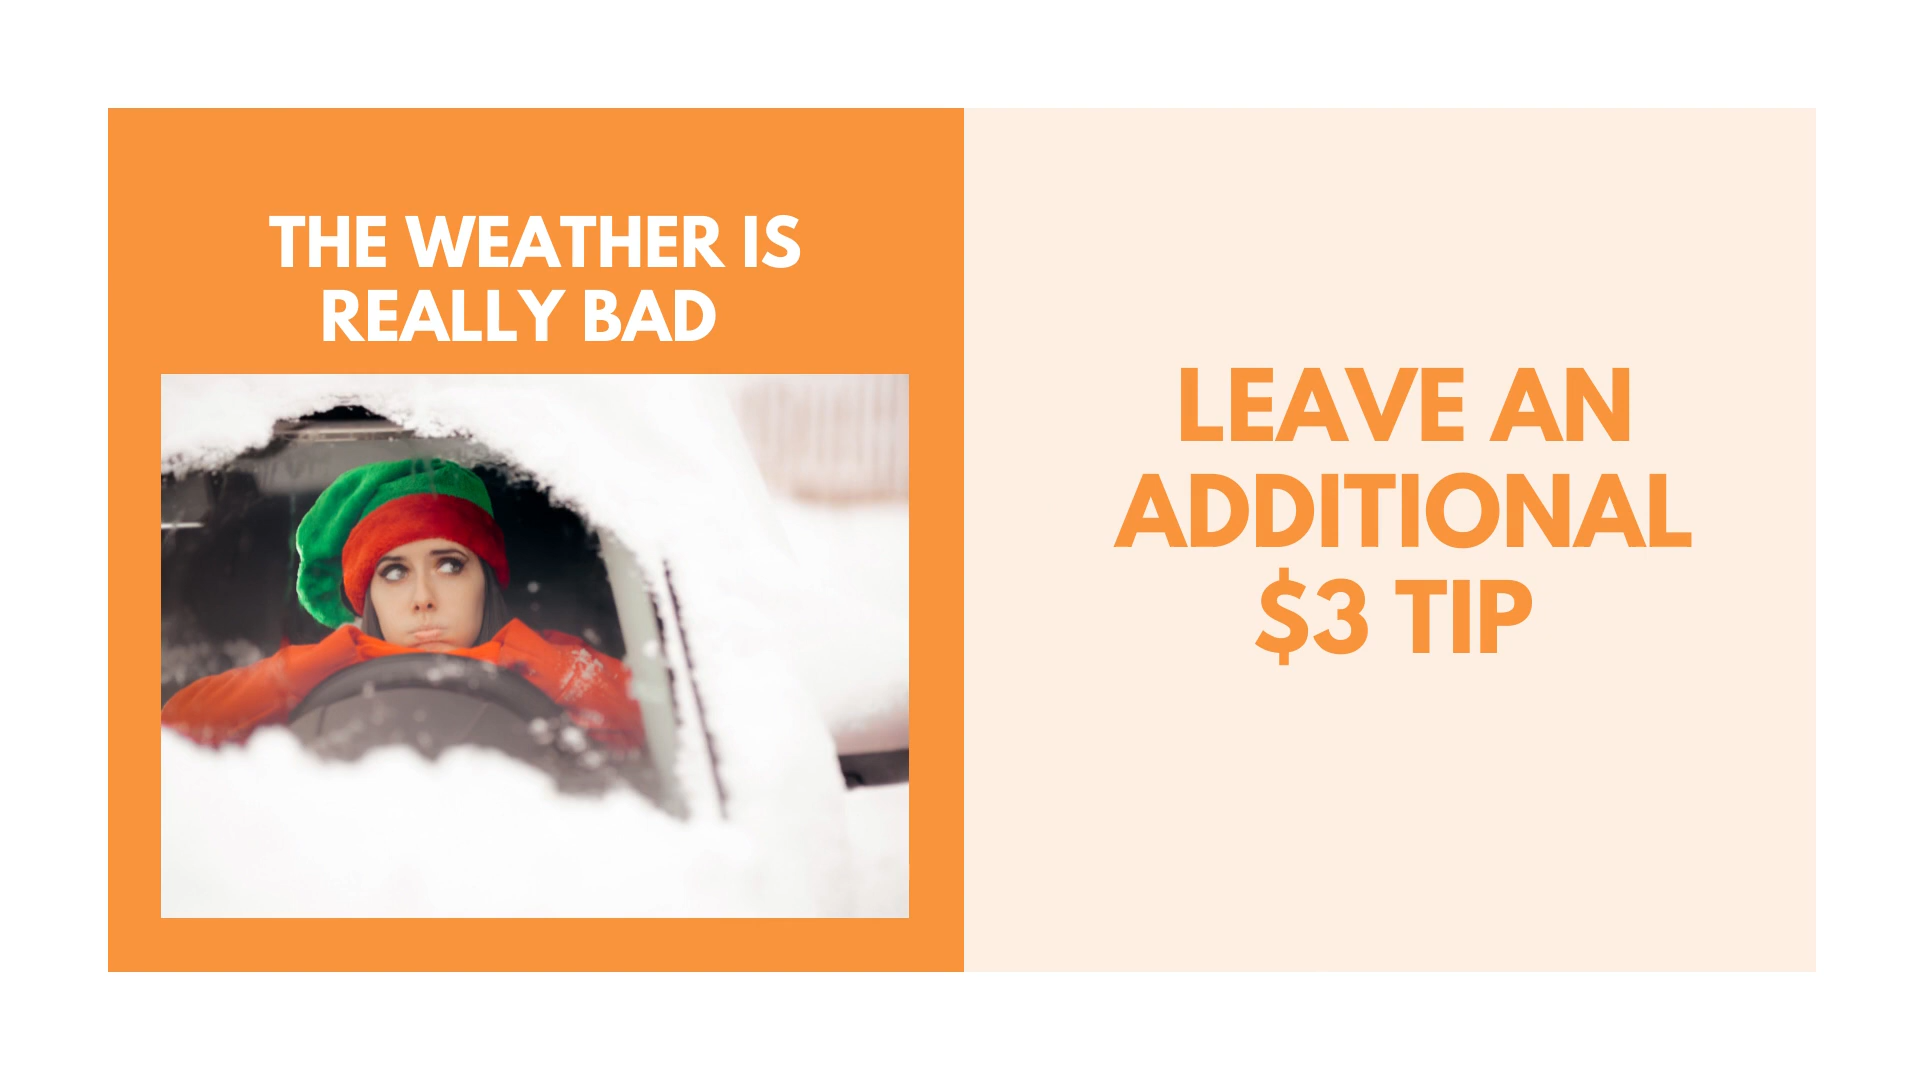 THE WEATHER IS
REALLY BAD
LEAVE AN
ADDITIONAL
$3 TIP